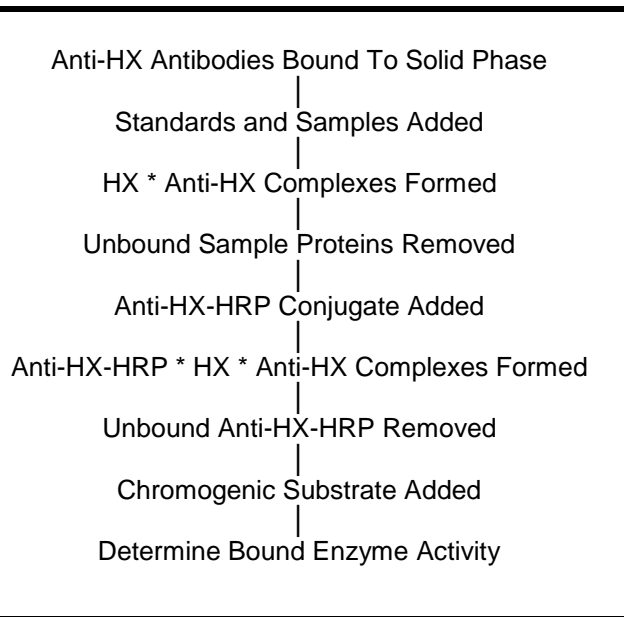 Anti-HX Antibodies Bound To Solid Phase
Standards and Samples Added
HX * Anti-HX Complexes Formed
Unbound Sample Proteins Removed
Anti-HX-HRP Conjugate Added
Anti-HX-HRP * HX * Anti-HX Complexes Formed
Unbound Anti-HX-HRP Removed
Chromogenic Substrate Added
Determine Bound Enzyme Activity